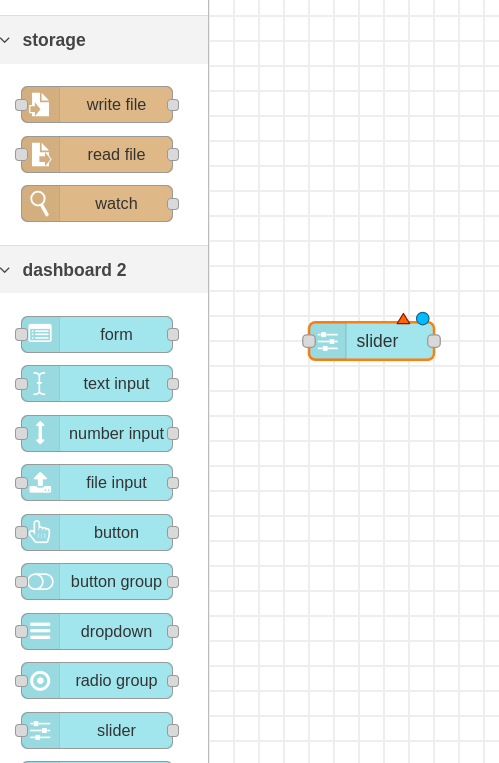 storage
write file
read file
watch
dashboard 2
form
slider
text input
number input
file input
button
button group
dropdown
radio group
slider